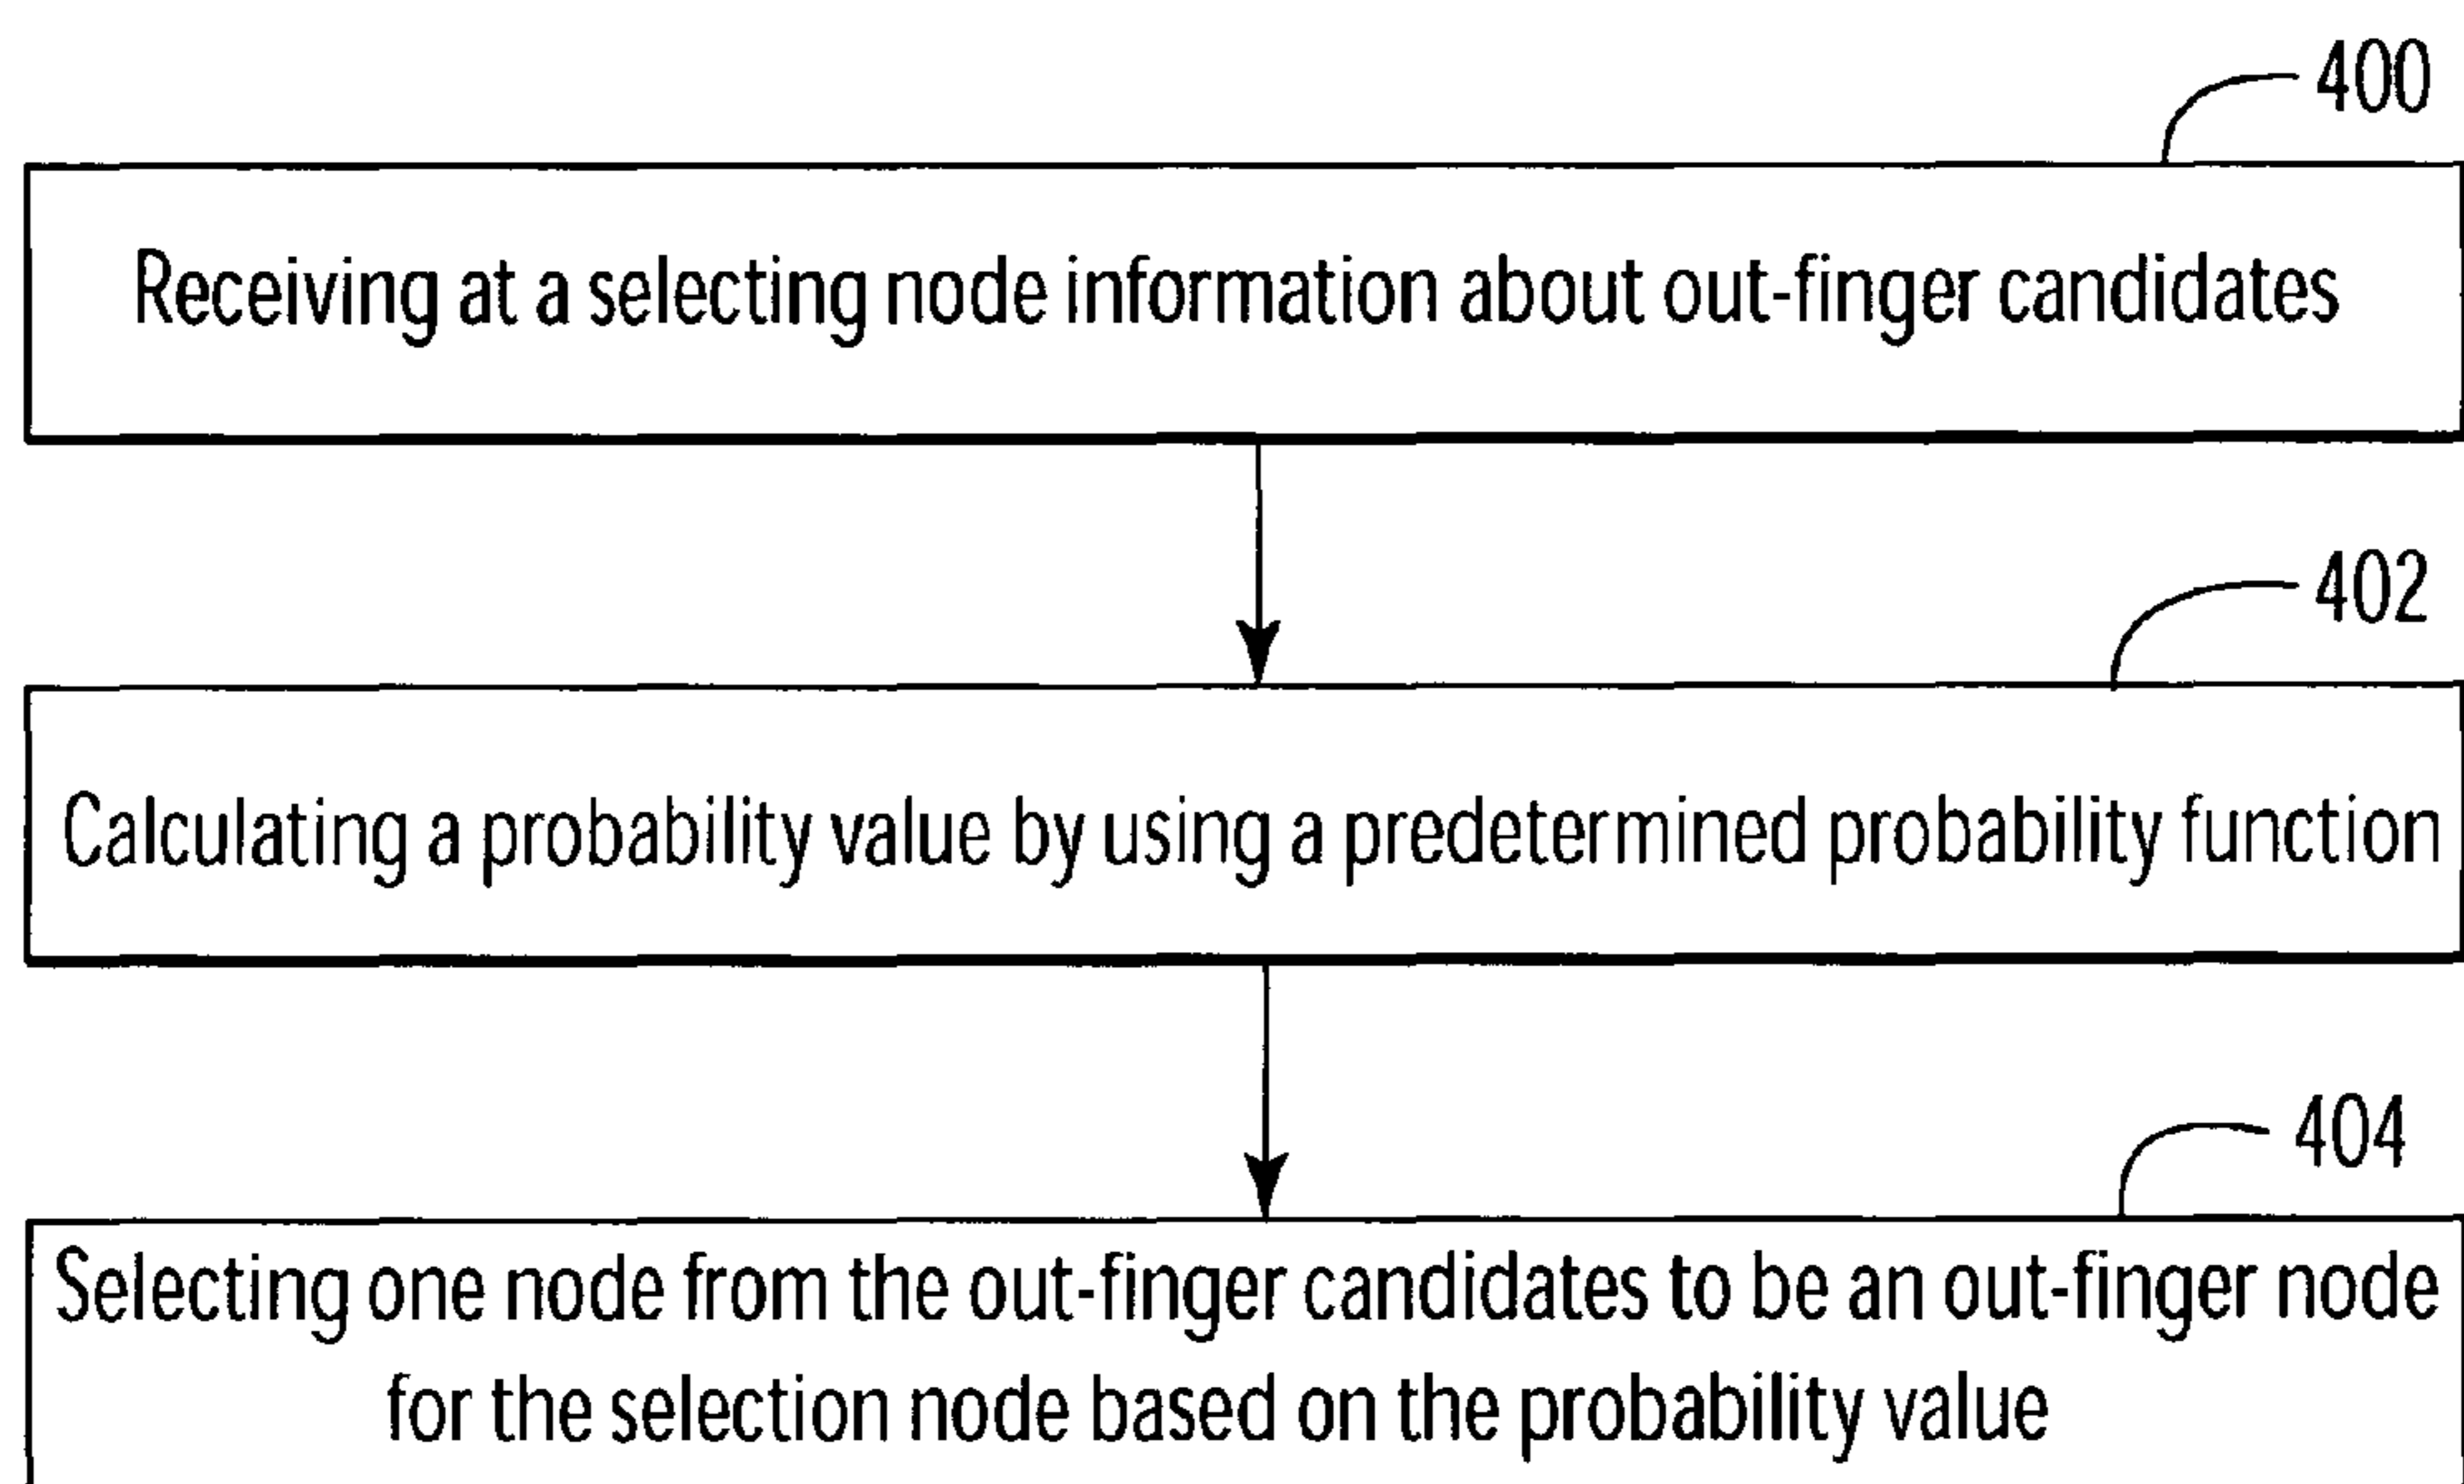 400
Receiving at a selecting node information about out-finger candidates
402
Calculating a probability value by using a predetermined probability function
404
Selecting one node from the out-finger candidates to be an out-finger node
for the selection node based on the probability value